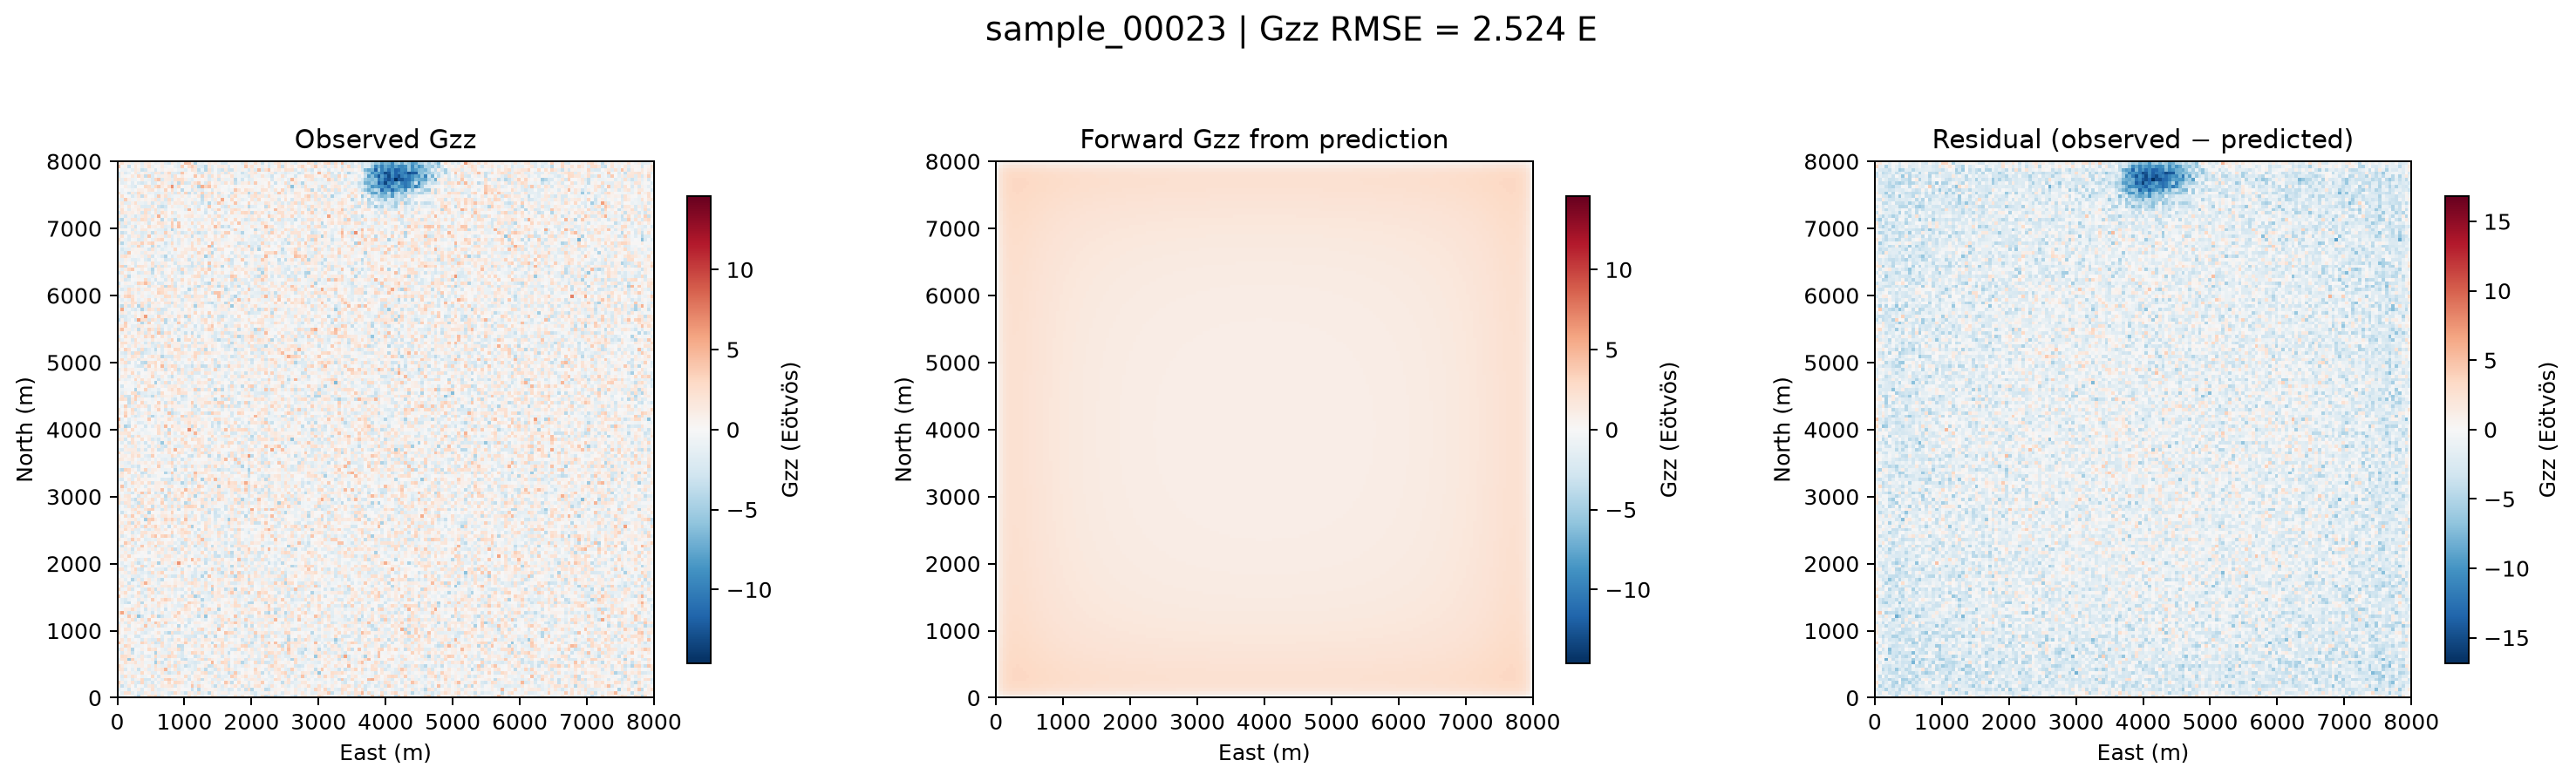 sample_00023 | Gzz RMSE = 2.524 E
Observed Gzz
8000
7000
6000
5000
4000
3000
2000
1000
0
0 1000 2000 3000 4000 5000 6000 7000 8000
East (m)
North (m)
10
5
0
−5
−10
Gzz (Eötvös)
Forward Gzz from prediction
8000
7000
6000
5000
4000
3000
2000
1000
0
0 1000 2000 3000 4000 5000 6000 7000 8000
East (m)
North (m)
10
5
0
−5
−10
Gzz (Eötvös)
Residual (observed − predicted)
8000
7000
6000
5000
4000
3000
2000
1000
0
0 1000 2000 3000 4000 5000 6000 7000 8000
East (m)
North (m)
15
10
5
0
−5
−10
−15
Gzz (Eötvös)